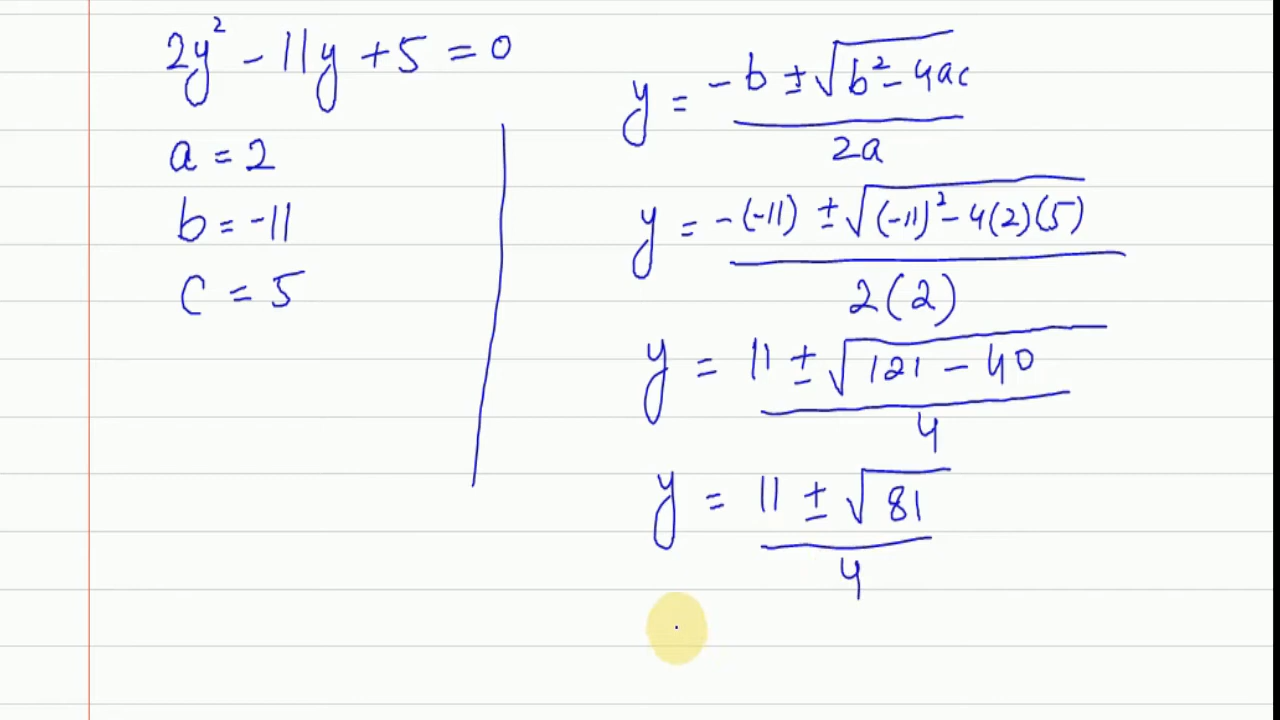 2y² - 11y + 5 = 0
a = 2
b = -11
c = 5
y = -b ± √(b² - 4ac) / 2a
y = -(-11) ± √((-11)² - 4(2)(5)) / 2(2)
y = 11 ± √(121 - 40) / 4
y = 11 ± √81 / 4